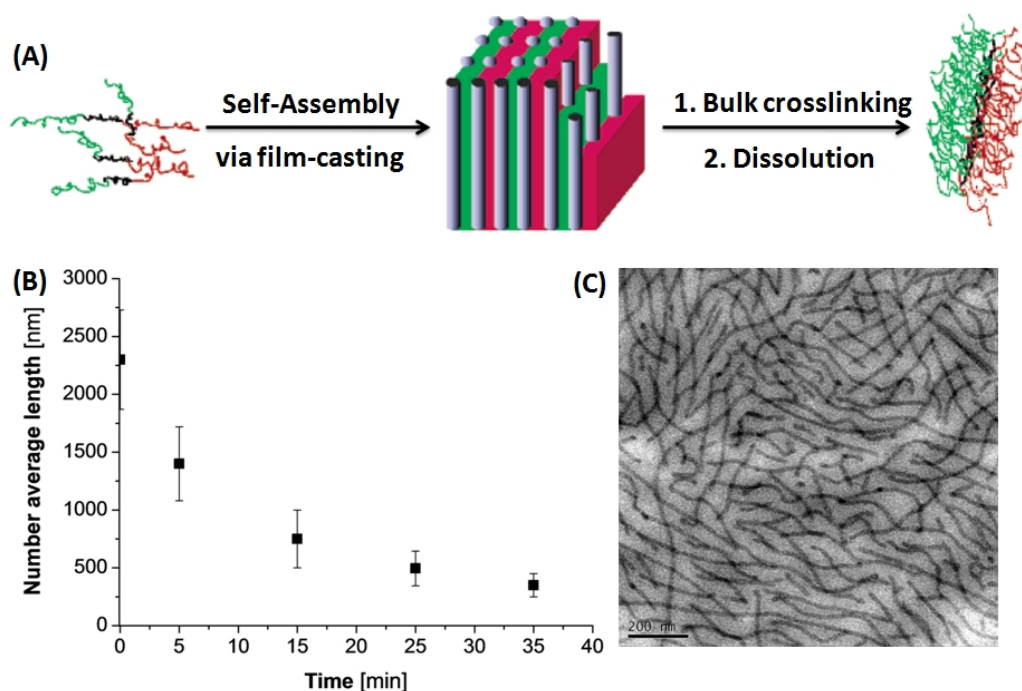 (A)
Self-Assembly
via film-casting
1. Bulk crosslinking
2. Dissolution
(B)
3000
2500
2000
1500
1000
500
0
Number average length [nm]
0 5 10 15 20 25 30 35 40
Time [min]
(C)
200 nm